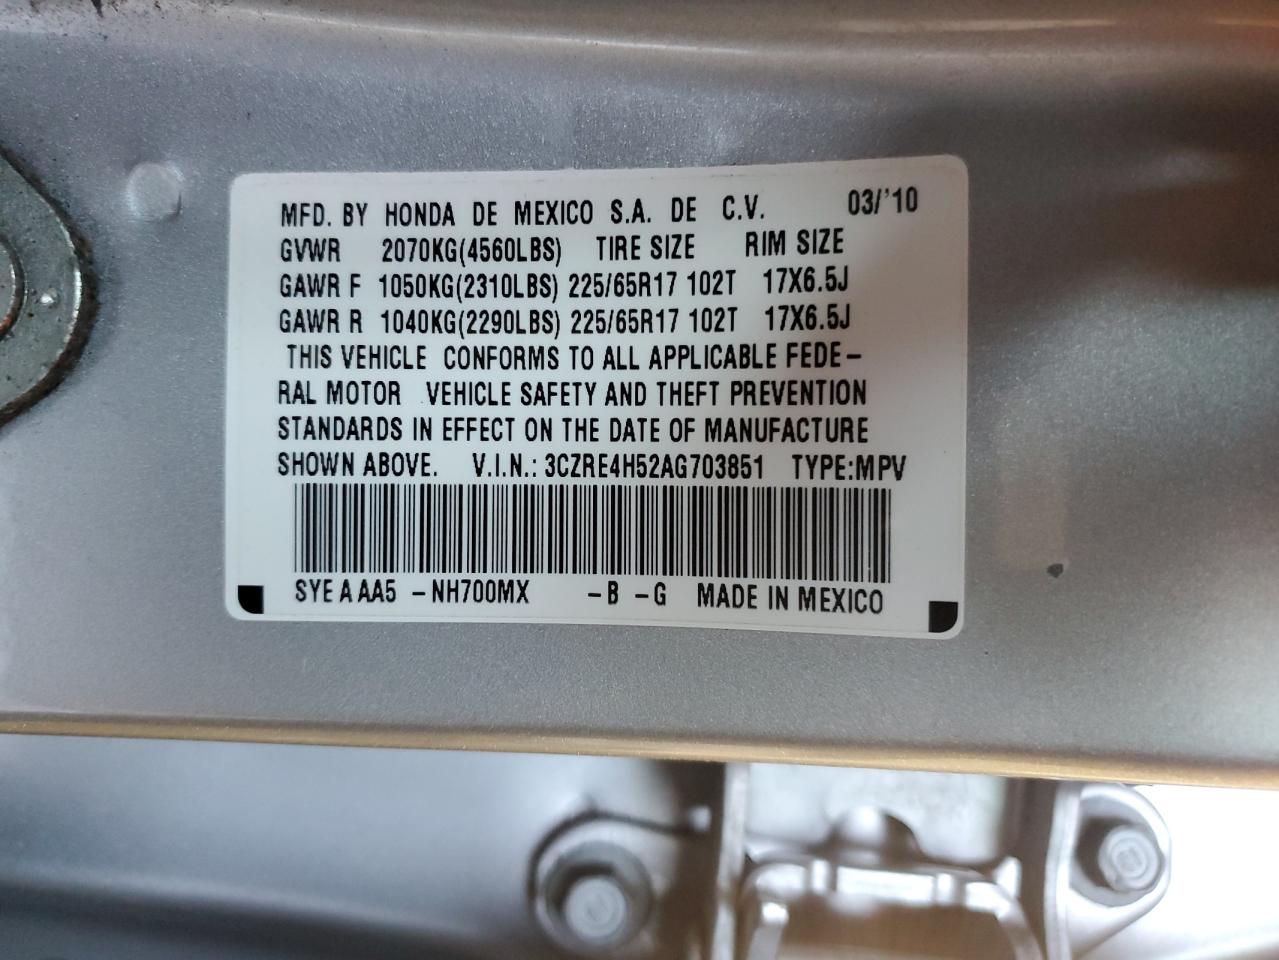 MFD. BY HONDA DE MEXICO S.A. DE C.V. 03/'10
GVWR 2070KG(4560LBS) TIRE SIZE RIM SIZE
GAWR F 1050KG(2310LBS) 225/65R17 102T 17X6.5J
GAWR R 1040KG(2290LBS) 225/65R17 102T 17X6.5J
THIS VEHICLE CONFORMS TO ALL APPLICABLE FEDE-
RAL MOTOR VEHICLE SAFETY AND THEFT PREVENTION
STANDARDS IN EFFECT ON THE DATE OF MANUFACTURE
SHOWN ABOVE. V.I.N.: 3CZRE4H52AG703851 TYPE:MPV
SYE A AA5 -NH700MX -B -G MADE IN MEXICO